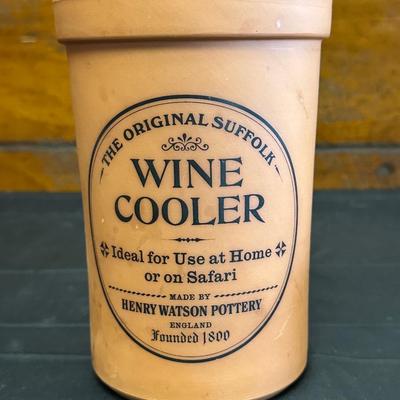 THE ORIGINAL SUFFOLK
WINE
COOLER
Ideal for Use at Home
or on Safari
MADE BY
HENRY WATSON POTTERY
ENGLAND
Founded 1800